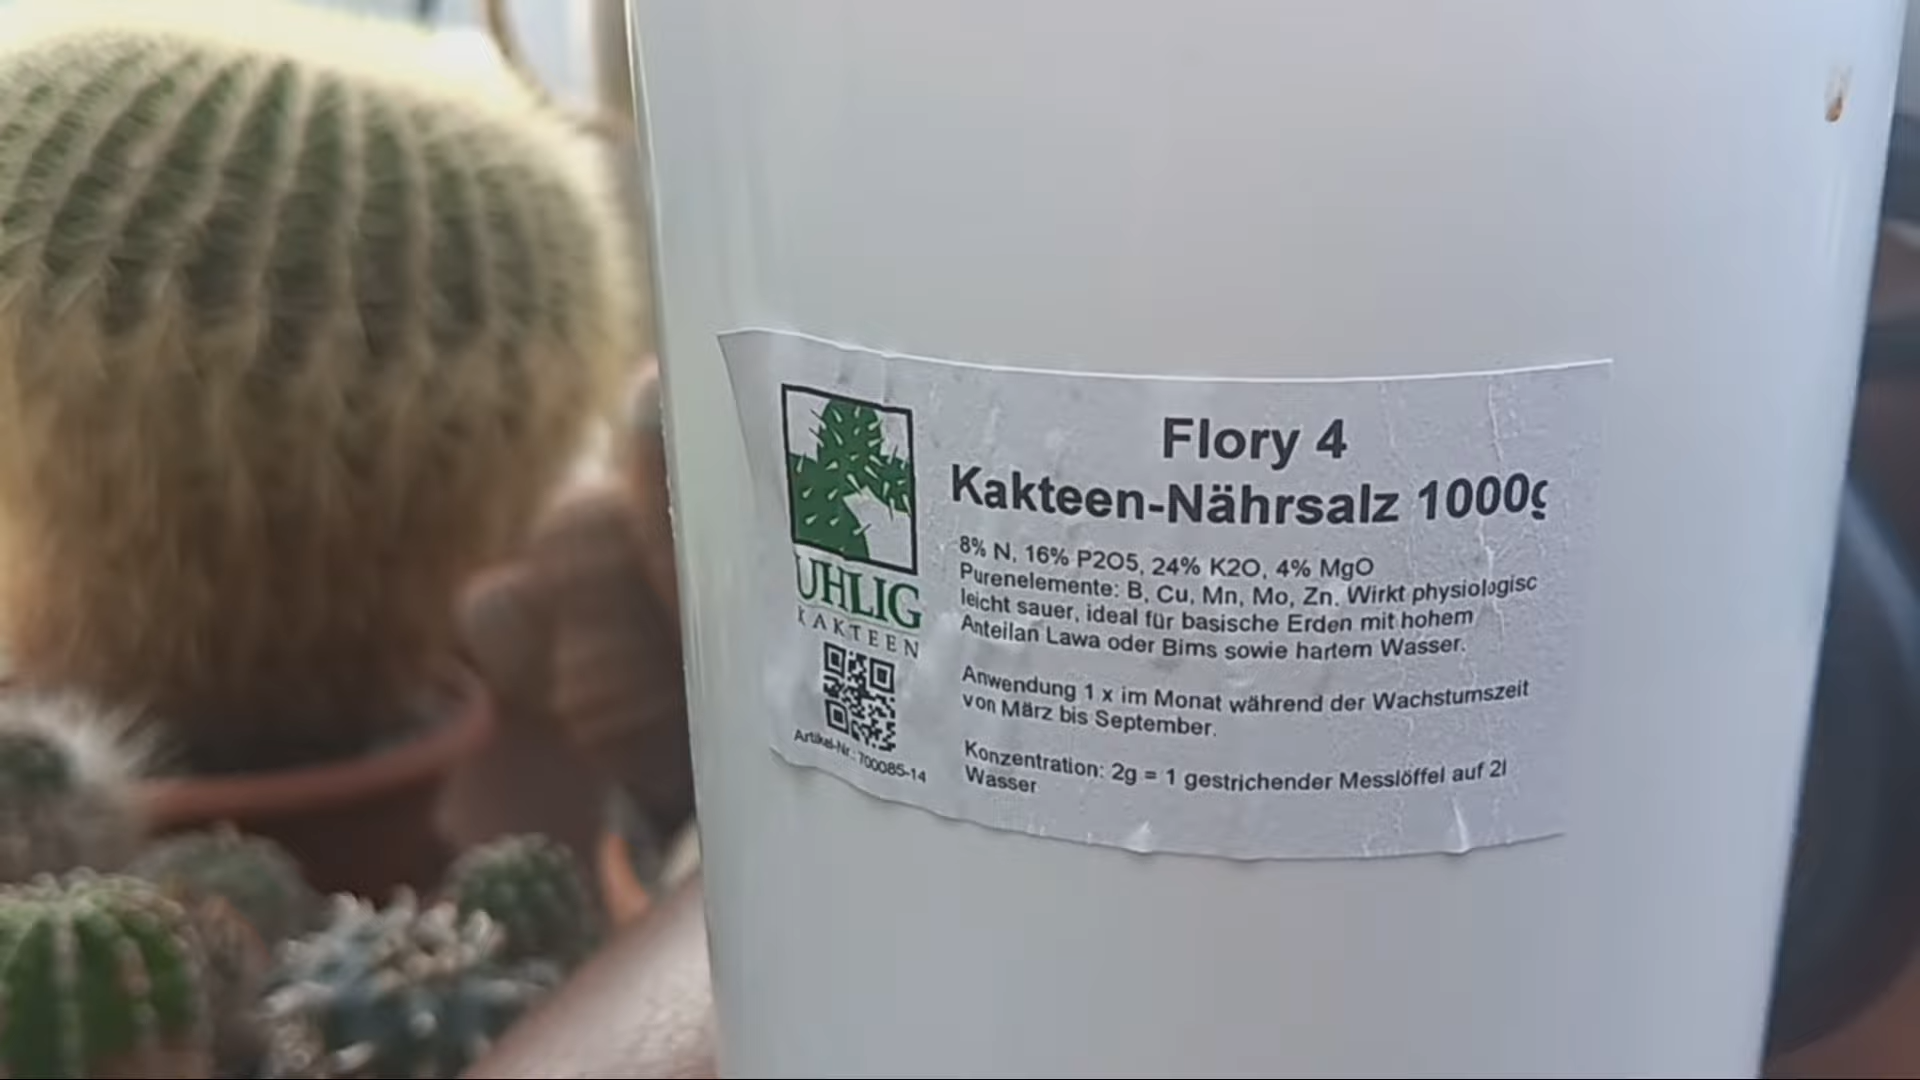 Flory 4
Kakteen-Nährsalz 1000g
8% N, 16% P2O5, 24% K2O, 4% MgO
Purenelemente: B, Cu, Mn, Mo, Zn. Wirkt physiologisc
leicht sauer, ideal für basische Erden mit hohem
Anteilan Lawa oder Bims sowie hartem Wasser.
Anwendung 1 x im Monat während der Wachstumszeit
von März bis September.
Konzentration: 2g = 1 gestrichender Messlöffel auf 2l
Wasser
UHLIG
KAKTEEN
Artikel-Nr.: 700085-14